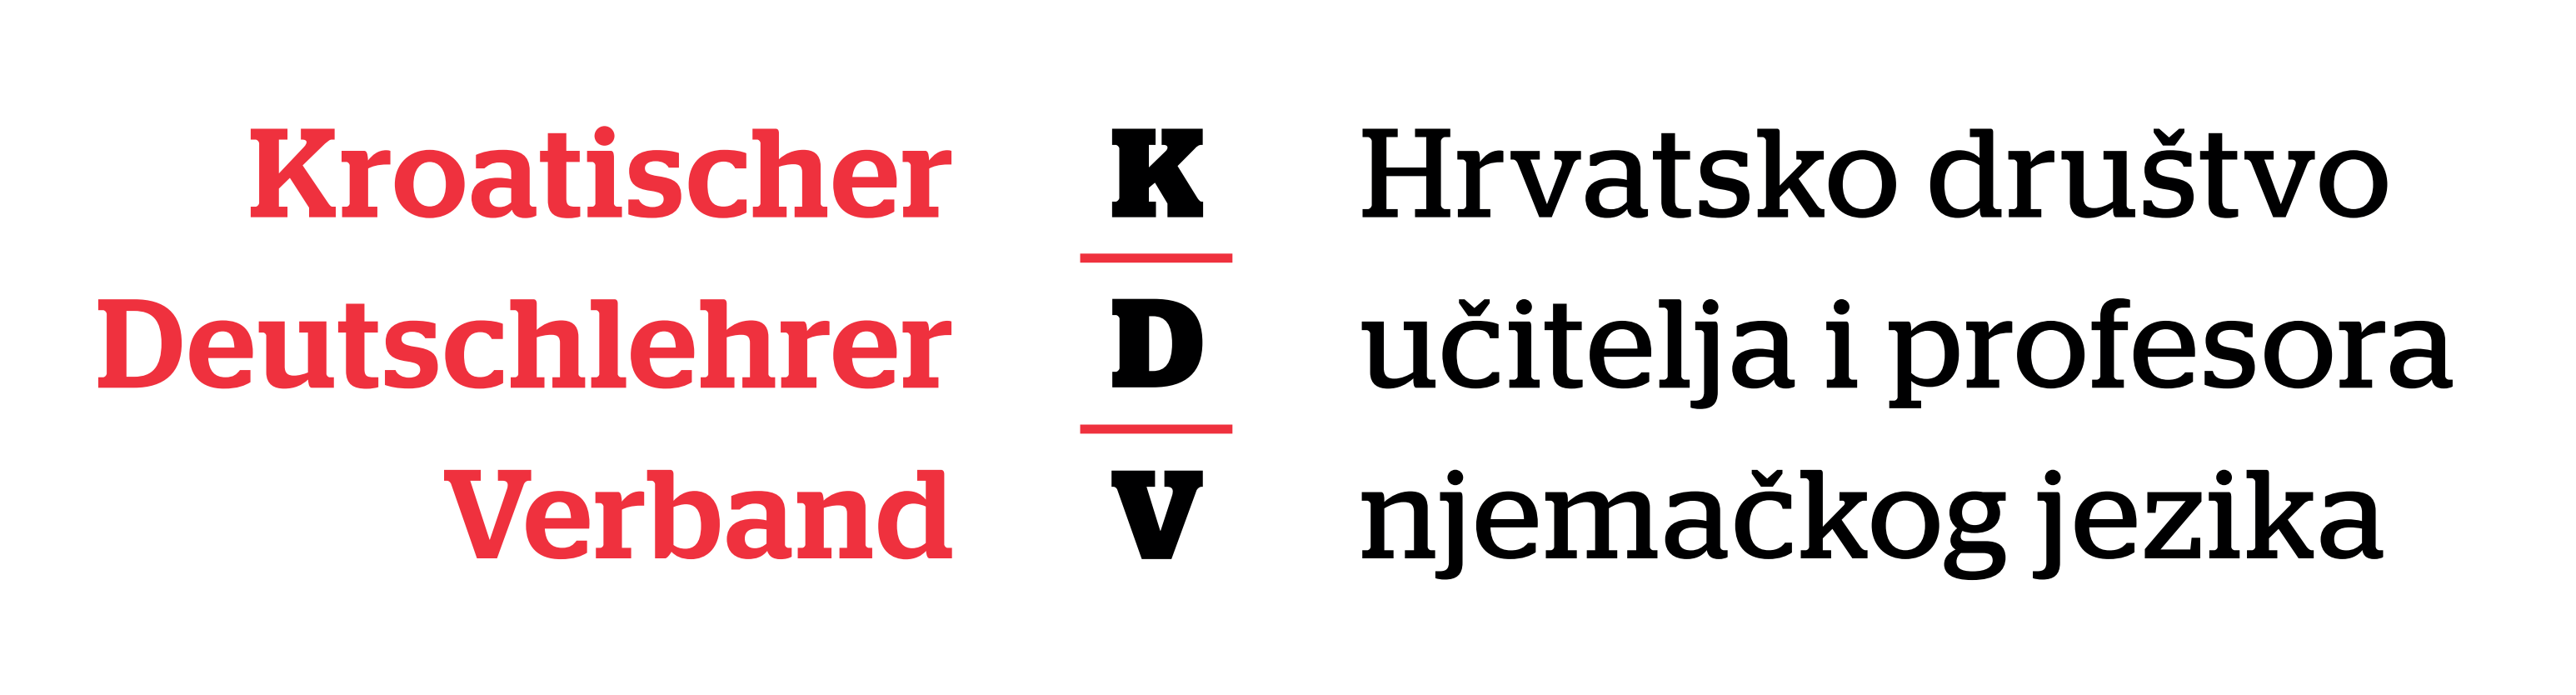 Kroatischer
Deutschlehrer
Verband
K
D
V
Hrvatsko društvo
učitelja i profesora
njemačkog jezika